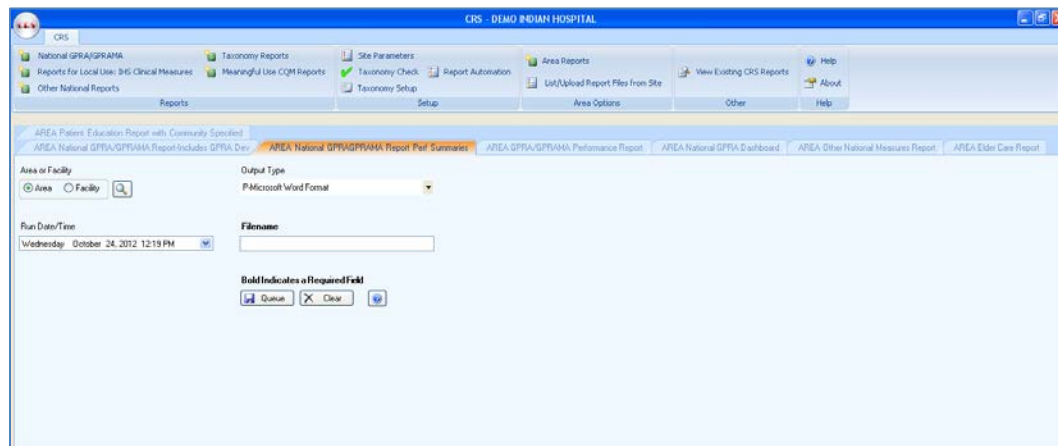 CRS - DEMO INDIAN HOSPITAL
CRS
National GPRA/GPRAMA
Taxonomy Reports
Site Parameters
Area Reports
View Existing CRS Reports
Help
Reports for Local Use: IHS Clinical Measures
Meaningful Use CQM Reports
Taxonomy Check
Report Automation
List/Upload Report Files from Site
About
Other National Reports
Taxonomy Setup
Reports
Setup
Area Options
Other
Help
AREA Patient Education Report with Community Specified
AREA National GPRA/GPRAMA Report-Includes GPRA Dev
AREA National GPRAGPRAMA Report Perf Summaries
AREA GPRA/GPRAMA Performance Report
AREA National GPRA Dashboard
AREA Other National Measures Report
AREA Elder Care Report
Area or Facility
Output Type
Area
Facility
P-Microsoft Word Format
Run Date/Time
Filename
Wednesday October 24, 2012 12:19 PM
Bold Indicates a Required Field
Queue
Clear